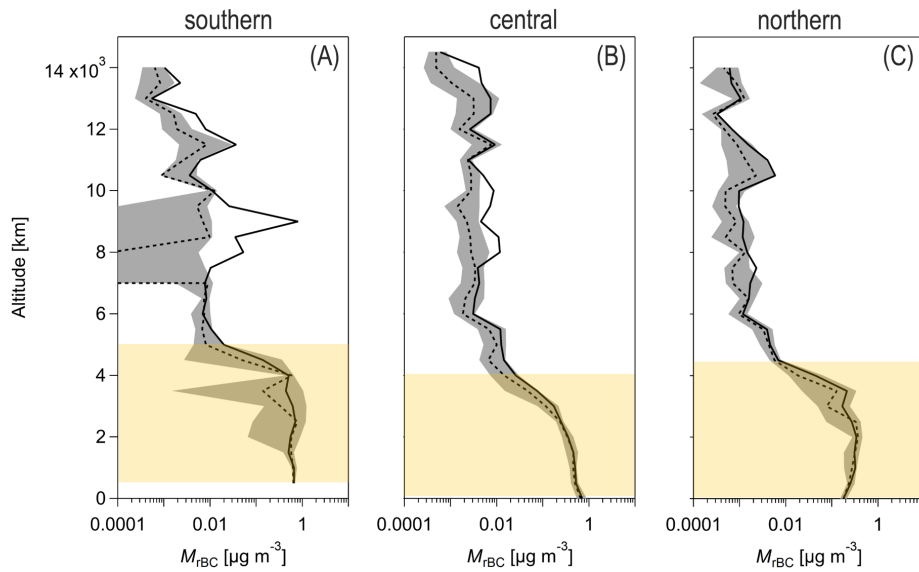 southern
central
northern
(A)
(B)
(C)
14 x10³
12
10
8
6
4
2
0
Altitude [km]
0.0001
0.01
1
0.0001
0.01
1
0.0001
0.01
1
MrBC [µg m⁻³]
MrBC [µg m⁻³]
MrBC [µg m⁻³]